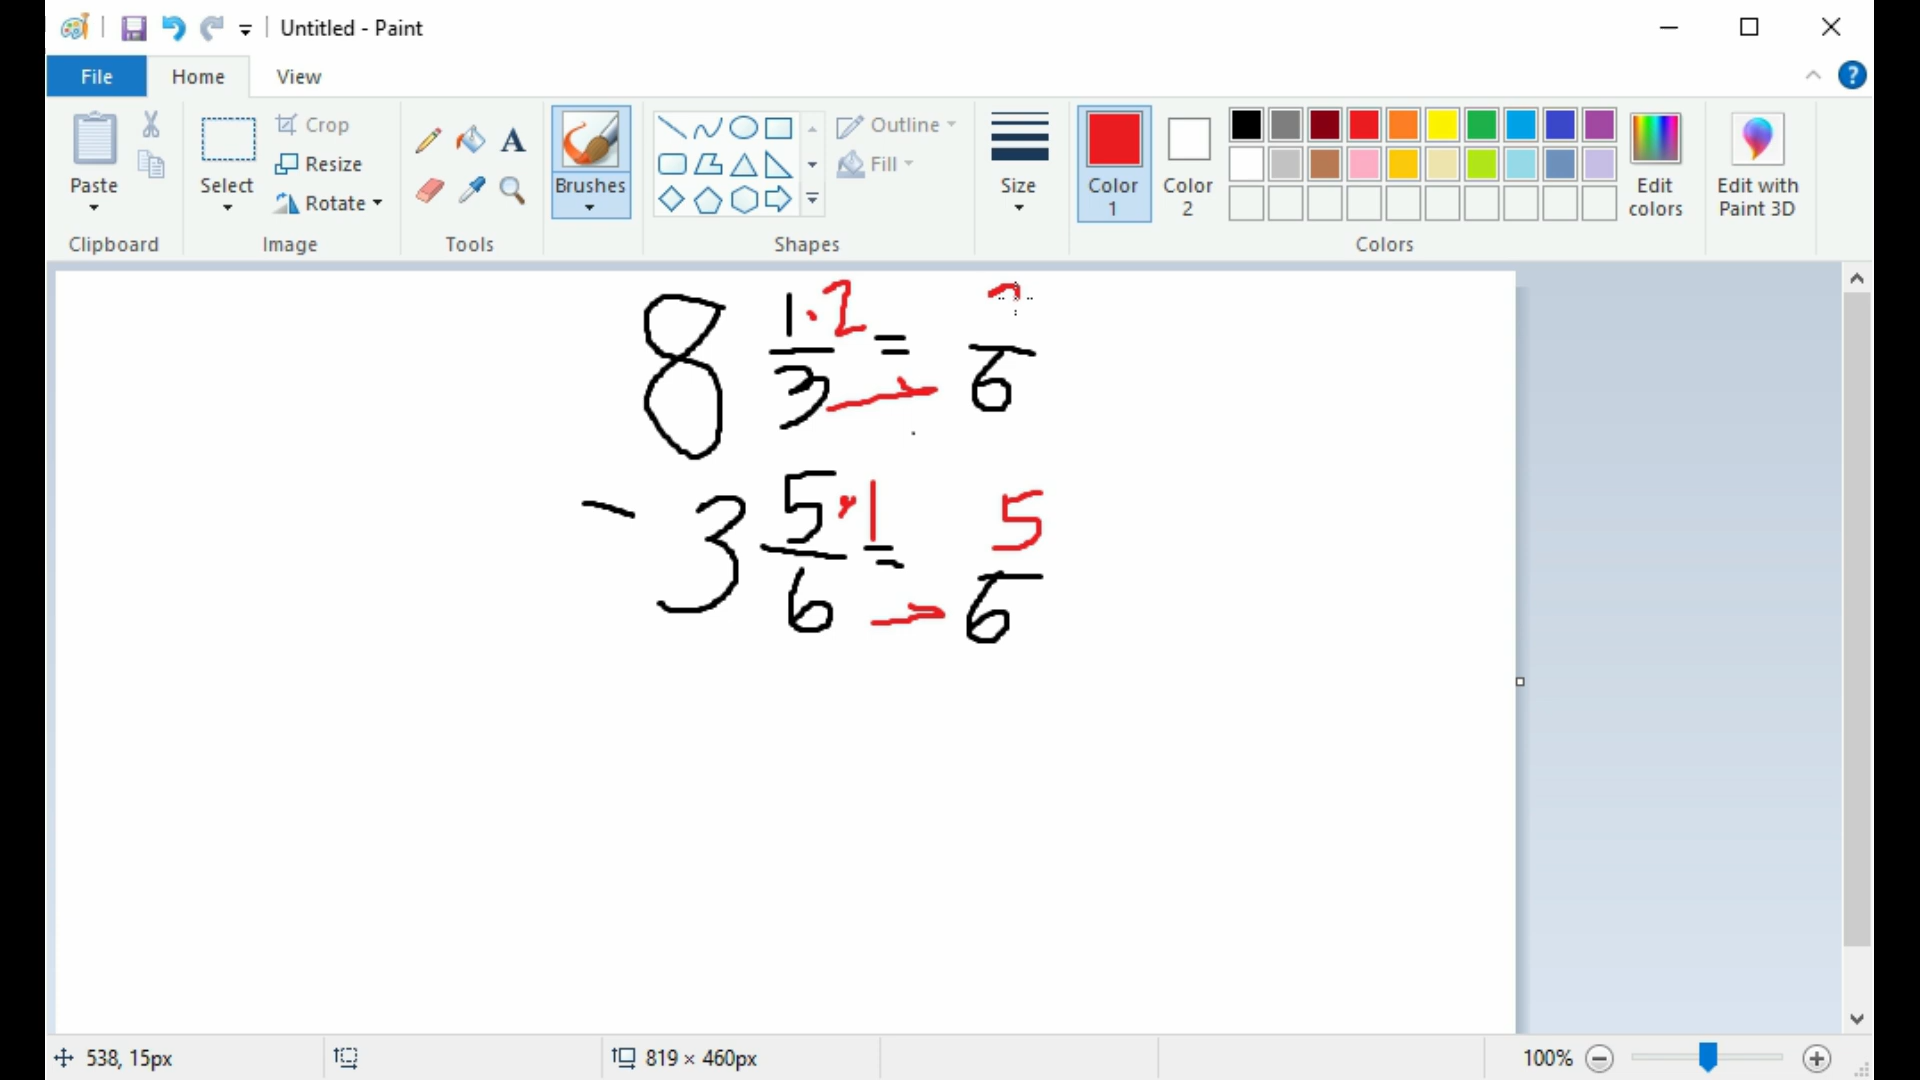 Untitled - Paint
File Home View
Paste
Clipboard
Select
Crop
Resize
Rotate
Image
A
Tools
Brushes
Outline
Fill
Shapes
Size
Color 1
Color 2
Edit colors
Edit with Paint 3D
Colors
?
1 · 2
8 — =
3 6
5 · 1 5
- 3 — = —
6 6
538, 15px
819 × 460px
100%